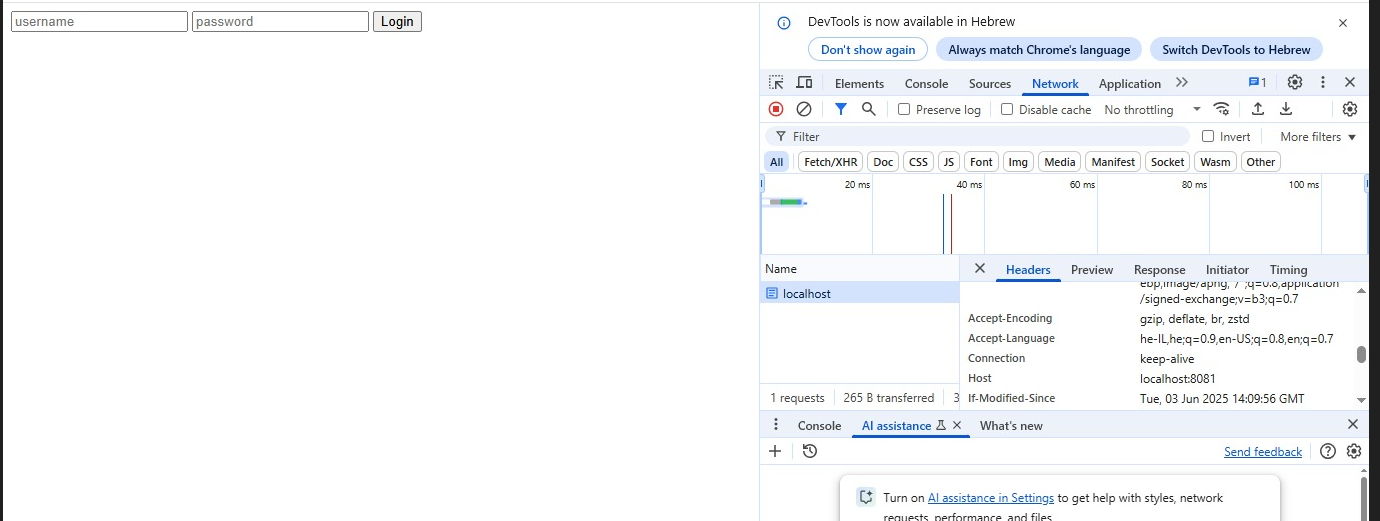 username password Login
DevTools is now available in Hebrew
Don't show again Always match Chrome's language Switch DevTools to Hebrew
Elements Console Sources Network Application 1
Preserve log Disable cache No throttling
Filter Invert More filters
All Fetch/XHR Doc CSS JS Font Img Media Manifest Socket Wasm Other
20 ms 40 ms 60 ms 80 ms 100 ms
Name Headers Preview Response Initiator Timing
localhost
ebp,image/apng,*/*;q=0.8,application
/signed-exchange;v=b3;q=0.7
Accept-Encoding gzip, deflate, br, zstd
Accept-Language he-IL,he;q=0.9,en-US;q=0.8,en;q=0.7
Connection keep-alive
Host localhost:8081
If-Modified-Since Tue, 03 Jun 2025 14:09:56 GMT
1 requests 265 B transferred 3
Console AI assistance What's new
Send feedback
Turn on AI assistance in Settings to get help with styles, network
requests, performance, and files